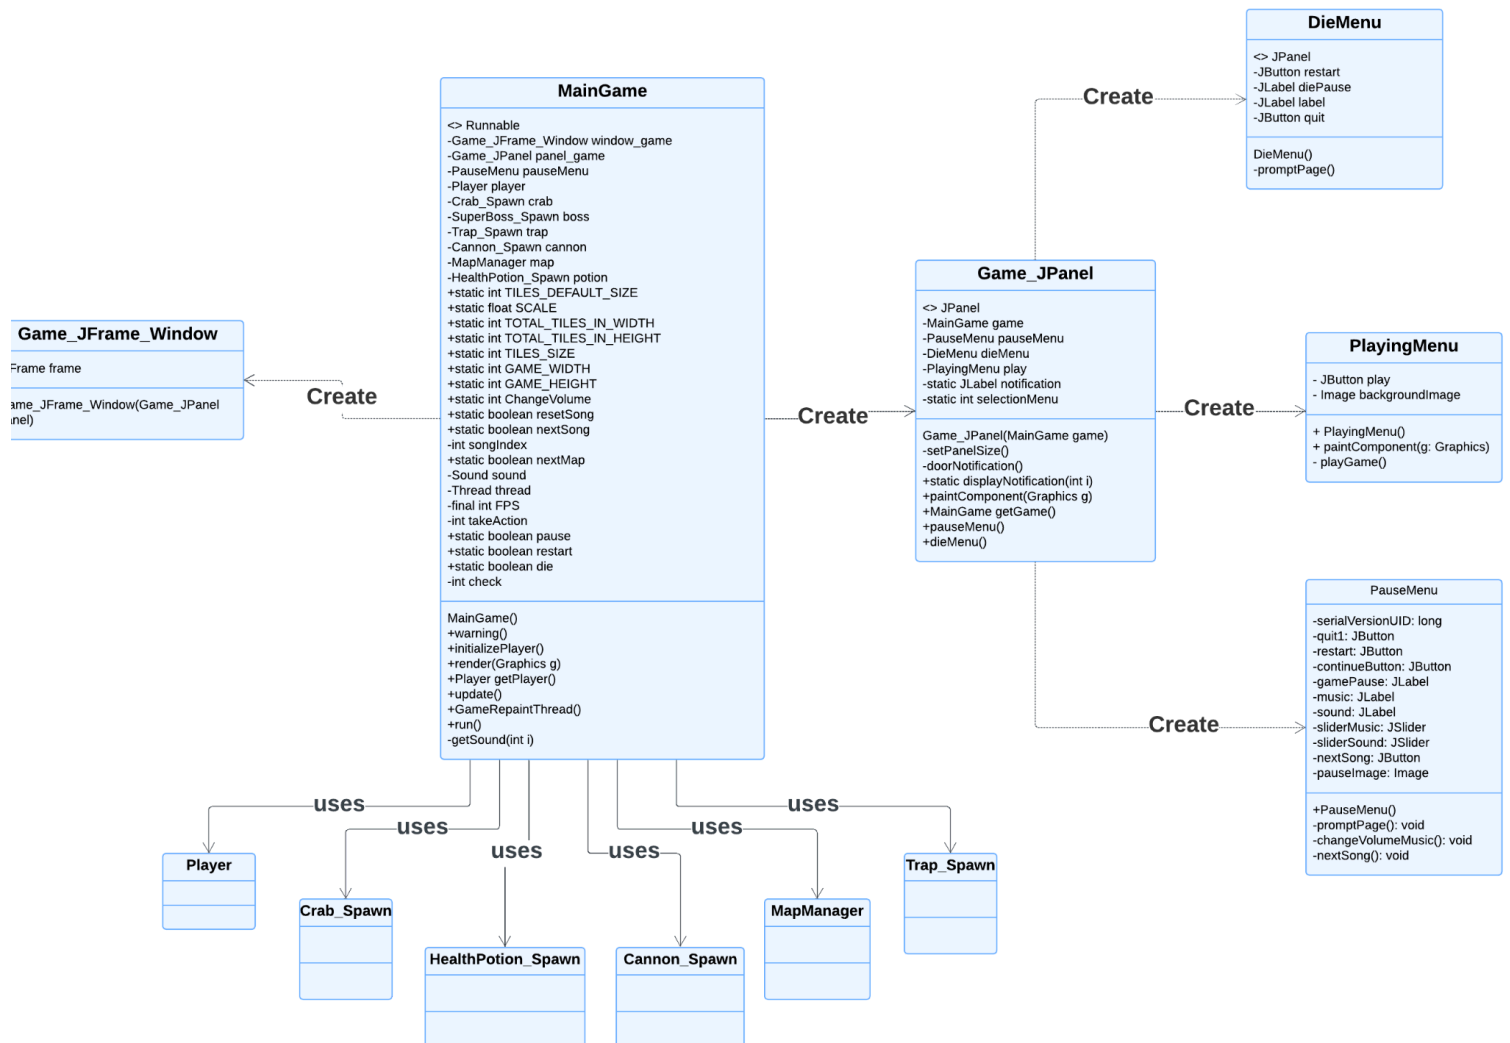 DieMenu
<> JPanel
-JButton restart
-JLabel diePause
-JLabel label
-JButton quit
DieMenu()
-promptPage()
Create
MainGame
<> Runnable
-Game_JFrame_Window window_game
-Game_JPanel panel_game
-PauseMenu pauseMenu
-Player player
-Crab_Spawn crab
-SuperBoss_Spawn boss
-Trap_Spawn trap
-Cannon_Spawn cannon
-MapManager map
-HealthPotion_Spawn potion
+static int TILES_DEFAULT_SIZE
+static float SCALE
+static int TOTAL_TILES_IN_WIDTH
+static int TOTAL_TILES_IN_HEIGHT
+static int TILES_SIZE
+static int GAME_WIDTH
+static int GAME_HEIGHT
+static int ChangeVolume
+static boolean resetSong
+static boolean nextSong
-int songIndex
+static boolean nextMap
-Sound sound
-Thread thread
-final int FPS
-int takeAction
+static boolean pause
+static boolean restart
+static boolean die
-int check
MainGame()
+warning()
+initializePlayer()
+render(Graphics g)
+Player getPlayer()
+update()
+GameRepaintThread()
+run()
-getSound(int i)
Game_JFrame_Window
Frame frame
ame_JFrame_Window(Game_JPanel
anel)
Create
Create
Game_JPanel
<> JPanel
-MainGame game
-PauseMenu pauseMenu
-DieMenu dieMenu
-PlayingMenu play
-static JLabel notification
-static int selectionMenu
Game_JPanel(MainGame game)
-setPanelSize()
-doorNotification()
+static displayNotification(int i)
+paintComponent(Graphics g)
+MainGame getGame()
+pauseMenu()
+dieMenu()
Create
PlayingMenu
- JButton play
- Image backgroundImage
+ PlayingMenu()
+ paintComponent(g: Graphics)
- playGame()
Create
PauseMenu
-serialVersionUID: long
-quit1: JButton
-restart: JButton
-continueButton: JButton
-gamePause: JLabel
-music: JLabel
-sound: JLabel
-sliderMusic: JSlider
-sliderSound: JSlider
-nextSong: JButton
-pauseImage: Image
+PauseMenu()
-promptPage(): void
-changeVolumeMusic(): void
-nextSong(): void
uses
uses
uses
uses
uses
uses
Player
Crab_Spawn
HealthPotion_Spawn
Cannon_Spawn
MapManager
Trap_Spawn